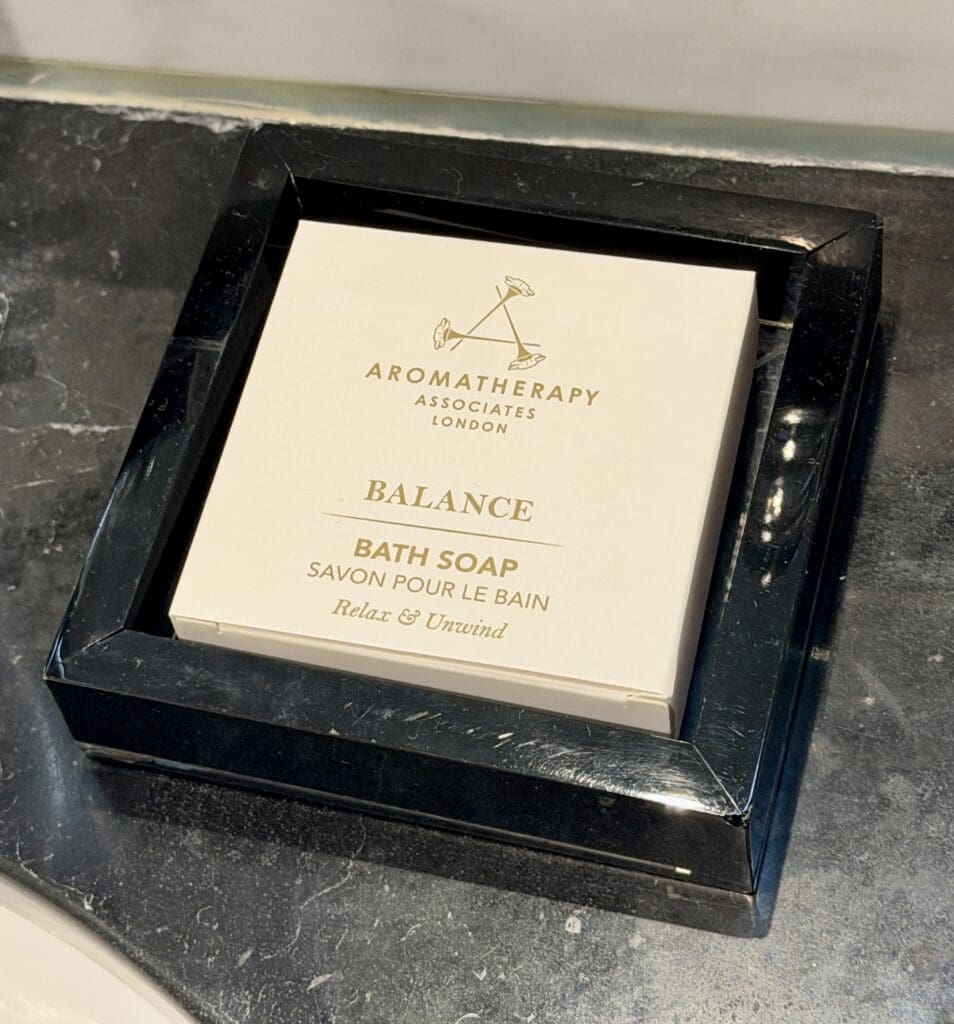 AROMATHERAPY
ASSOCIATES
LONDON
BALANCE
BATH SOAP
SAVON POUR LE BAIN
Relax & Unwind